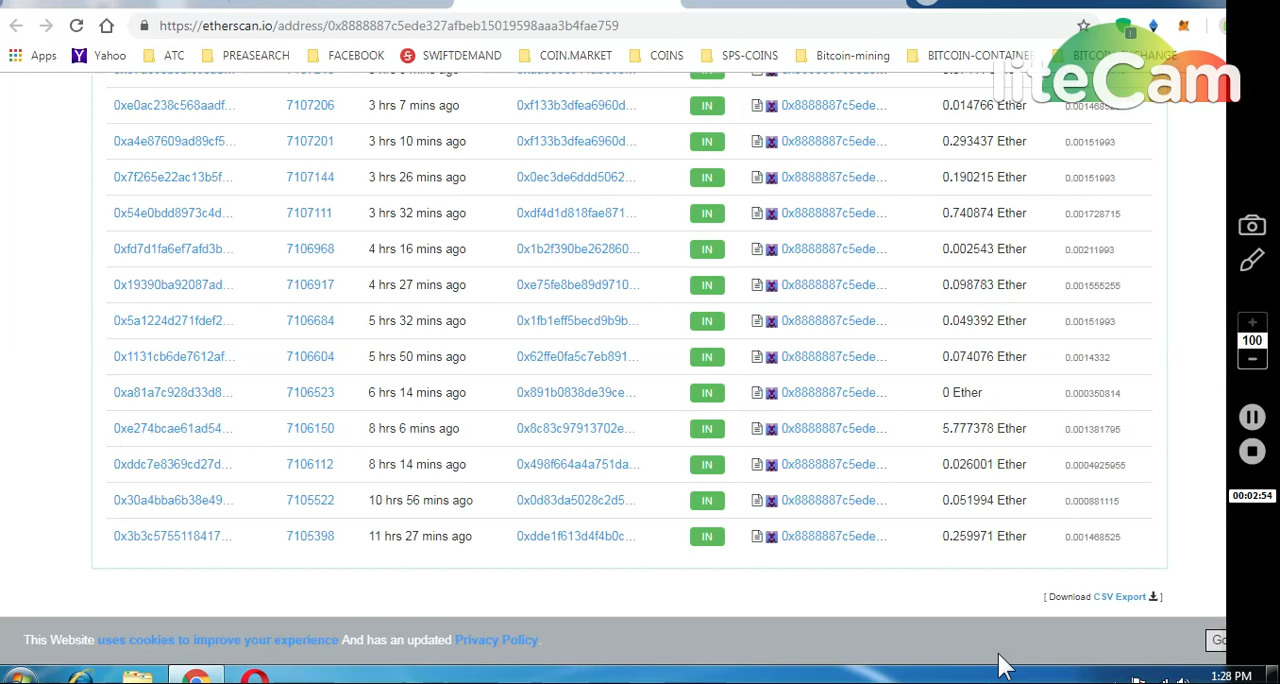 https://etherscan.io/address/0x8888887c5ede327afbeb15019598aaa3b4fae759
Apps Yahoo ATC PREASEARCH FACEBOOK SWIFTDEMAND COIN.MARKET COINS SPS-COINS Bitcoin-mining BITCOIN-CONTAINE BITCOIN-EXCHANGE
liteCam
0xe0ac238c568aadf... 7107206 3 hrs 7 mins ago 0xf133b3dfea6960d... IN 0x8888887c5ede... 0.014766 Ether
0xa4e87609ad89cf5... 7107201 3 hrs 10 mins ago 0xf133b3dfea6960d... IN 0x8888887c5ede... 0.293437 Ether 0.00151993
0x7f265e22ac13b5f... 7107144 3 hrs 26 mins ago 0x0ec3de6ddd5062... IN 0x8888887c5ede... 0.190215 Ether 0.00151993
0x54e0bdd8973c4d... 7107111 3 hrs 32 mins ago 0xdf4d1d818fae871... IN 0x8888887c5ede... 0.740874 Ether 0.001728715
0xfd7d1fa6ef7afd3b... 7106968 4 hrs 16 mins ago 0x1b2f390be262860... IN 0x8888887c5ede... 0.002543 Ether 0.00211993
0x19390ba92087ad... 7106917 4 hrs 27 mins ago 0xe75fe8be89d9710... IN 0x8888887c5ede... 0.098783 Ether 0.001555255
0x5a1224d271fdef2... 7106684 5 hrs 32 mins ago 0x1fb1eff5becd9b9b... IN 0x8888887c5ede... 0.049392 Ether 0.00151993
0x1131cb6de7612af... 7106604 5 hrs 50 mins ago 0x62ffe0fa5c7eb891... IN 0x8888887c5ede... 0.074076 Ether 0.0014332
0xa81a7c928d33d8... 7106523 6 hrs 14 mins ago 0x891b0838de39ce... IN 0x8888887c5ede... 0 Ether 0.000350814
0xe274bcae61ad54... 7106150 8 hrs 6 mins ago 0x8c83c97913702e... IN 0x8888887c5ede... 5.777378 Ether 0.001381795
0xddc7e8369cd27d... 7106112 8 hrs 14 mins ago 0x498f664a4a751da... IN 0x8888887c5ede... 0.026001 Ether 0.0004925955
0x30a4bba6b38e49... 7105522 10 hrs 56 mins ago 0x0d83da5028c2d5... IN 0x8888887c5ede... 0.051994 Ether 0.000881115
0x3b3c5755118417... 7105398 11 hrs 27 mins ago 0xdde1f613d4f4b0c... IN 0x8888887c5ede... 0.259971 Ether 0.001468525
[ Download CSV Export ]
This Website uses cookies to improve your experience And has an updated Privacy Policy.
100
00:02:54
1:28 PM